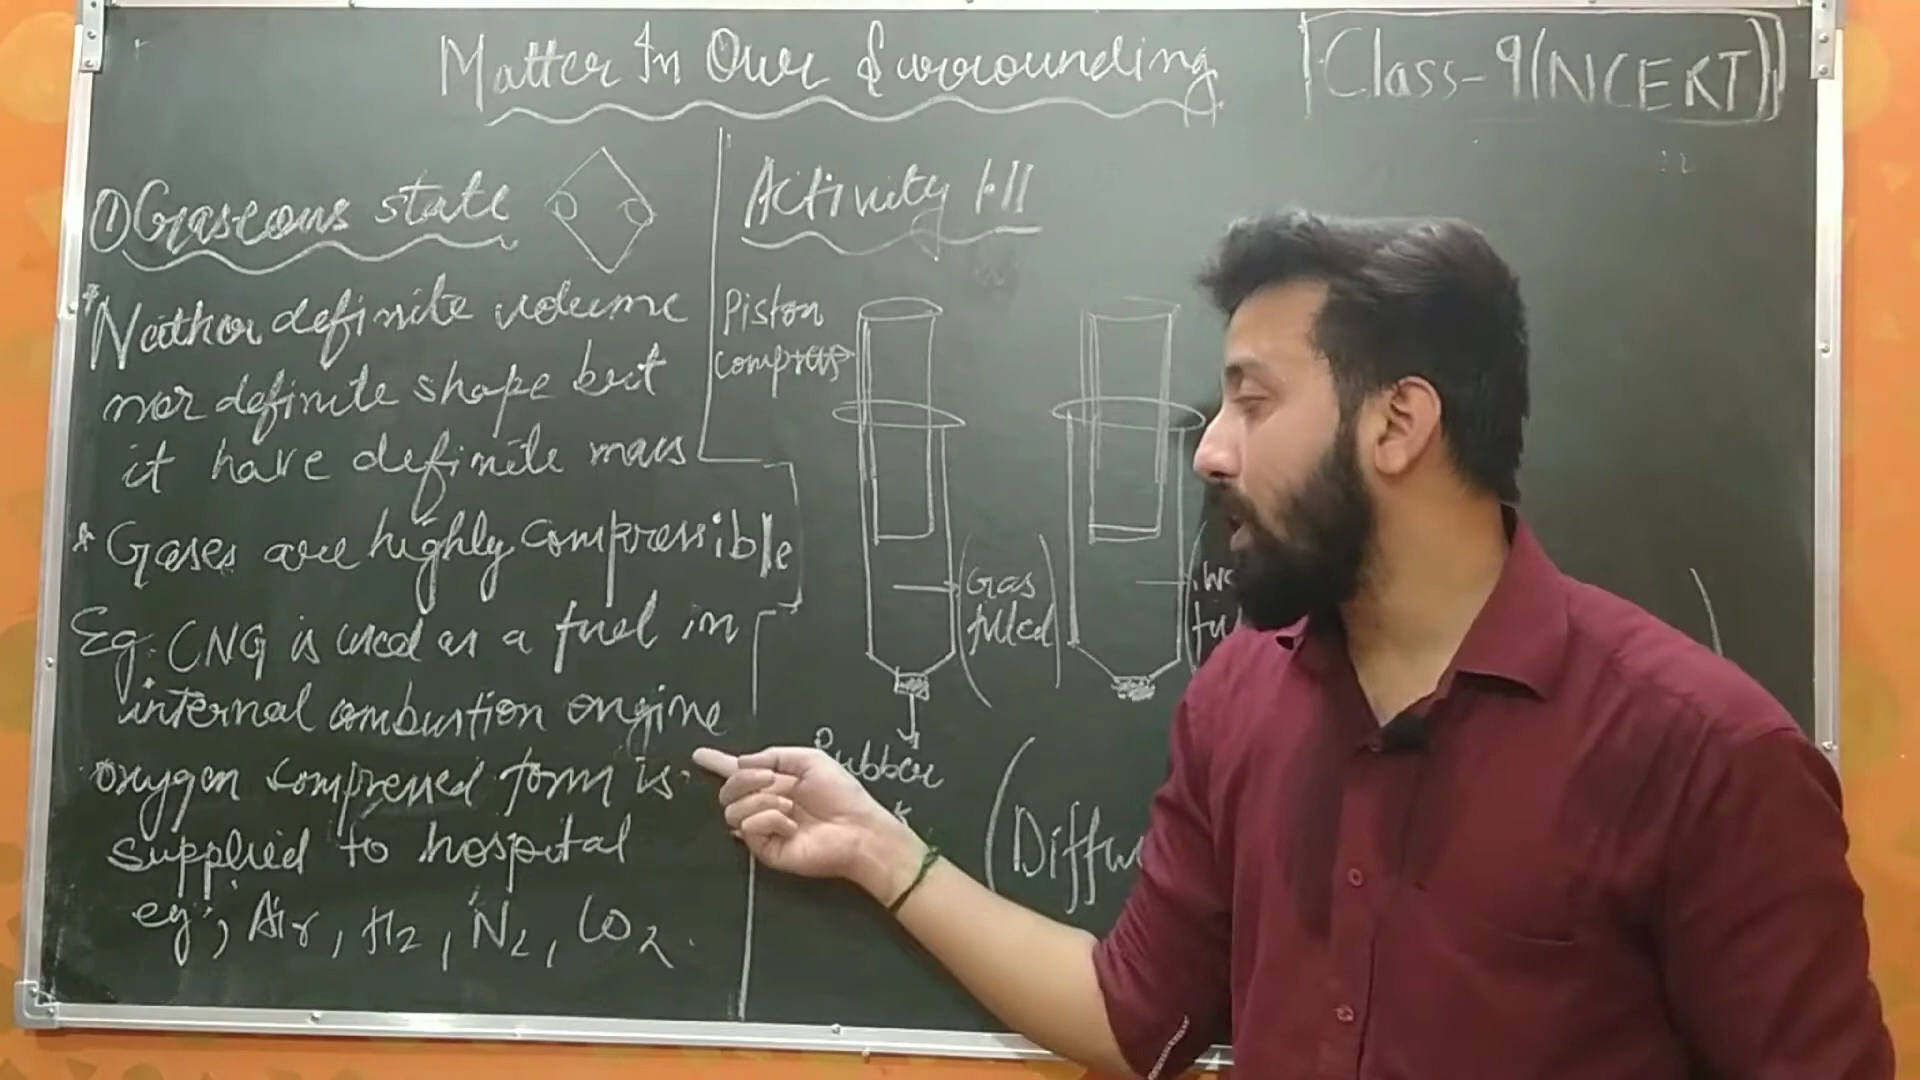 Matter In Our Surrounding
Class-9(NCERT)
① Gaseous state
* Neither definite volume
nor definite shape but
it have definite mass
* Gases are highly compressible
Eg. CNG is used as a fuel in
internal combustion engine
oxygen compressed form is
supplied to hospital
eg; Air, H2, N2, CO2.
Activity 1.11
Piston
compress
Gas
filled
Rubber